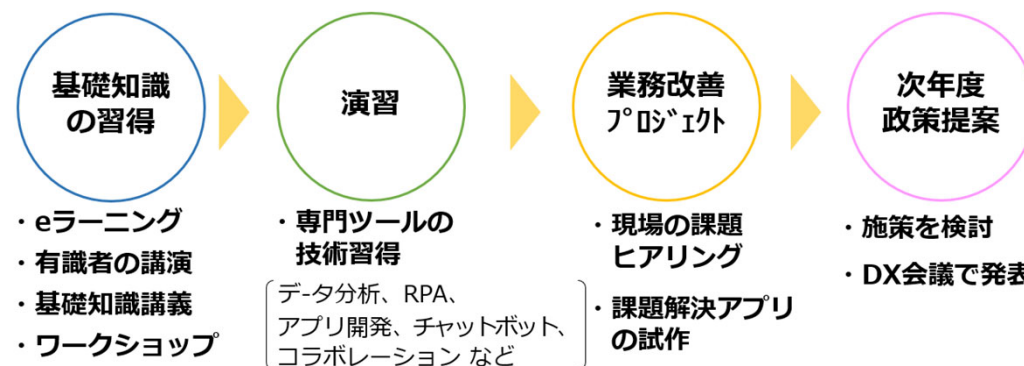 基礎知識
の習得
・eラーニング
・有識者の講演
・基礎知識講義
・ワークショップ
演習
・専門ツールの
技術習得
データ分析、RPA、
アプリ開発、チャットボット、
コラボレーション など
業務改善
ﾌﾟﾛｼﾞｪｸﾄ
・現場の課題
ヒアリング
・課題解決アプリ
の試作
次年度
政策提案
・施策を検討
・DX会議で発表